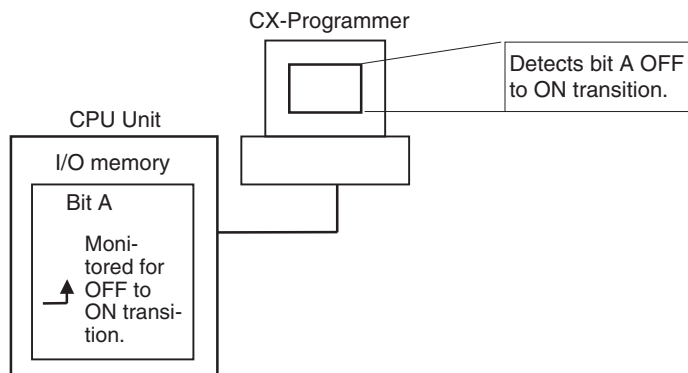 CX-Programmer
Detects bit A OFF
to ON transition.
CPU Unit
I/O memory
Bit A
Moni-
tored for
OFF to
ON transi-
tion.